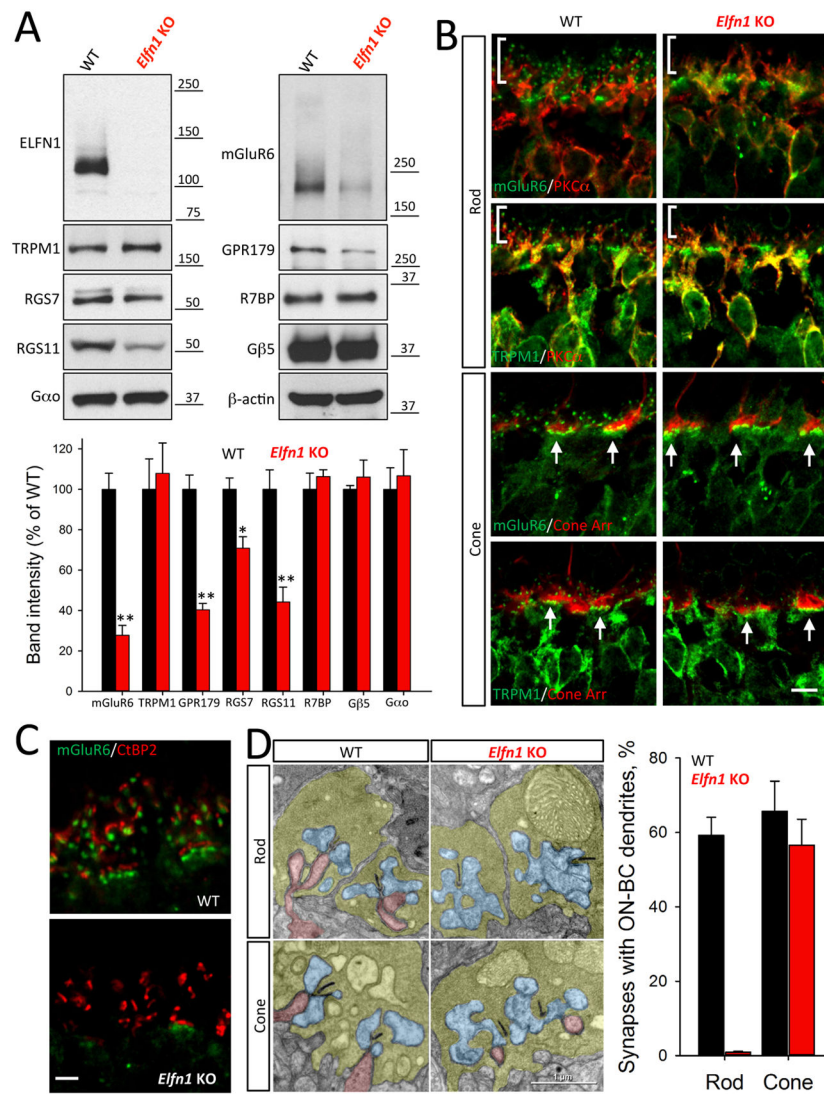 A
WT
Elfn1 KO
ELFN1
250
150
100
75
TRPM1
150
RGS7
50
RGS11
50
Gαo
37
WT
Elfn1 KO
mGluR6
250
150
GPR179
250
37
R7BP
Gβ5
37
β-actin
37
Band intensity (% of WT)
120
100
80
60
40
20
0
WT
Elfn1 KO
**
**
*
**
mGluR6
TRPM1
GPR179
RGS7
RGS11
R7BP
Gβ5
Gαo
B
WT
Elfn1 KO
Rod
mGluR6/PKCα
TRPM1/PKCα
Cone
mGluR6/Cone Arr
TRPM1/Cone Arr
C
mGluR6/CtBP2
WT
Elfn1 KO
D
WT
Elfn1 KO
Rod
Cone
1 µm
Synapses with ON-BC dendrites, %
80
60
40
20
0
WT
Elfn1 KO
Rod
Cone